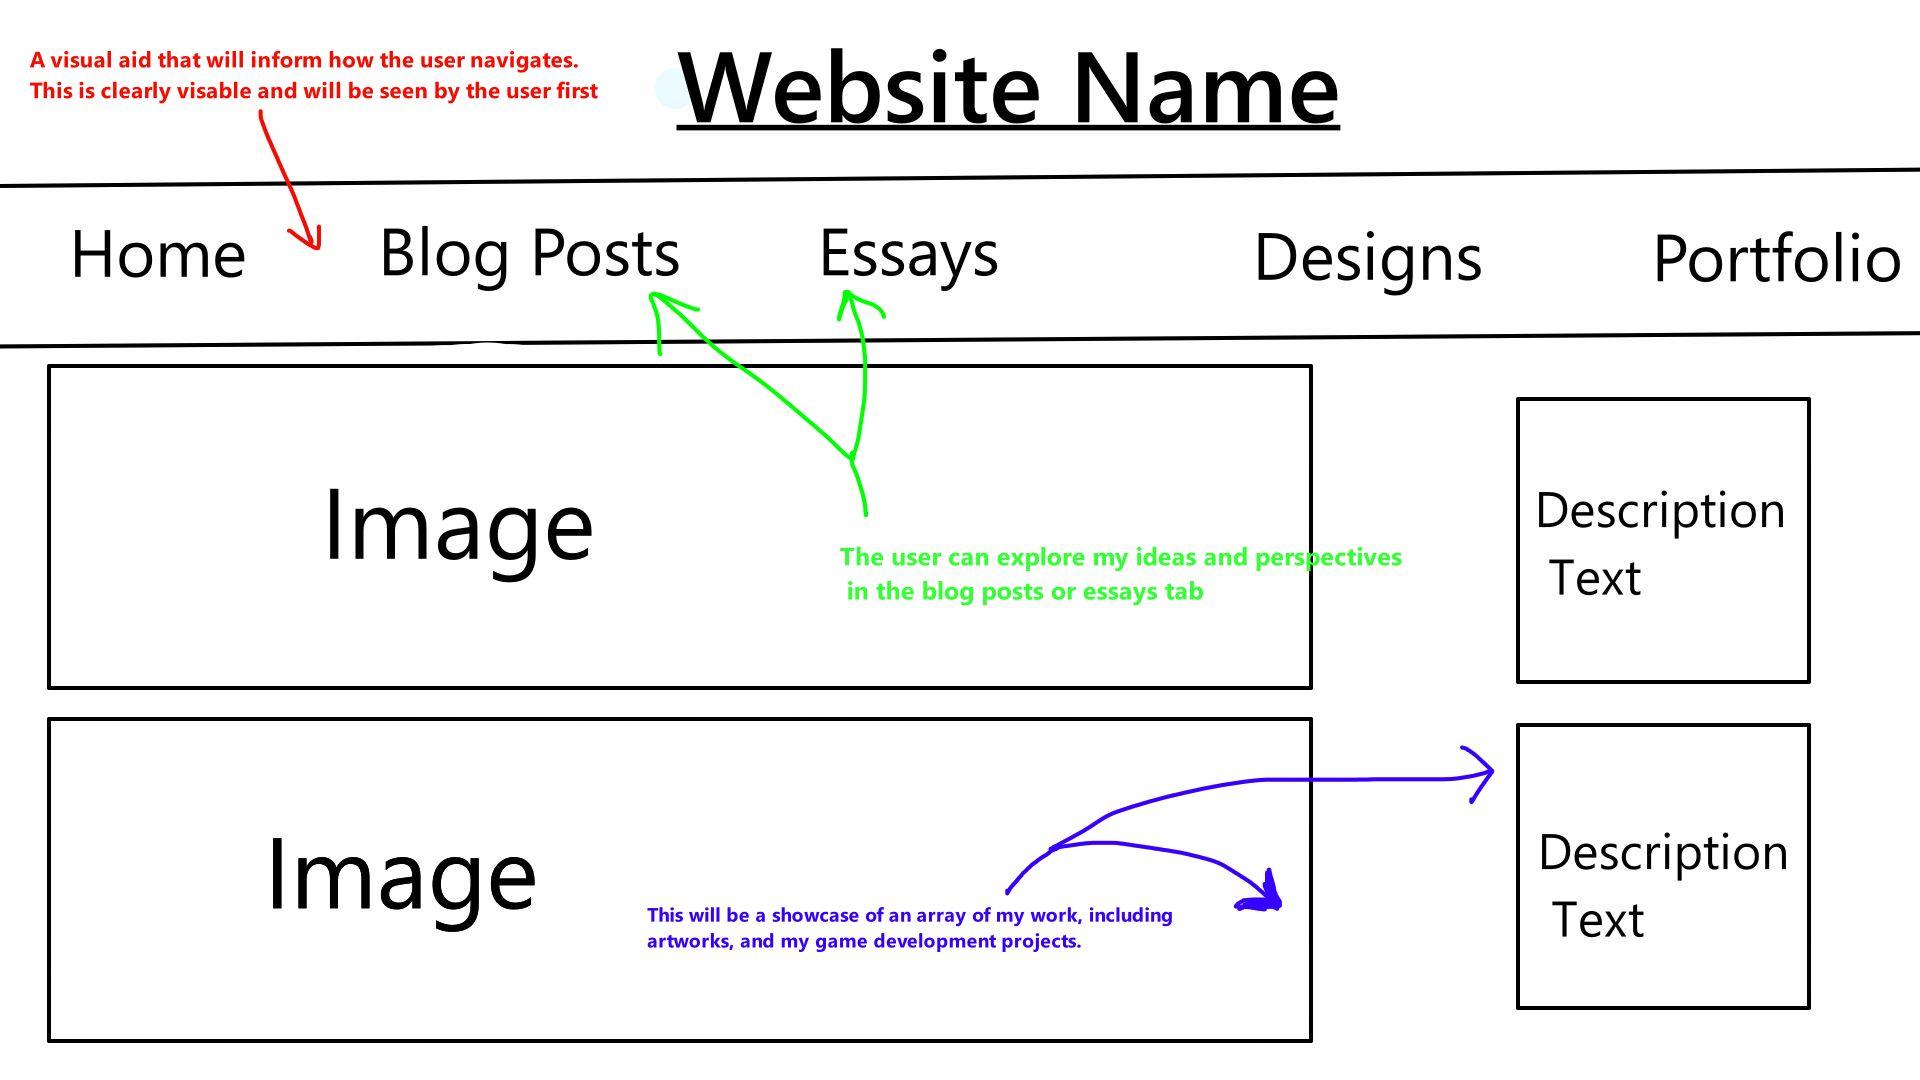 A visual aid that will inform how the user navigates.
This is clearly visable and will be seen by the user first
Website Name
Home Blog Posts Essays Designs Portfolio
Image
The user can explore my ideas and perspectives
in the blog posts or essays tab
Description
Text
Image
This will be a showcase of an array of my work, including
artworks, and my game development projects.
Description
Text